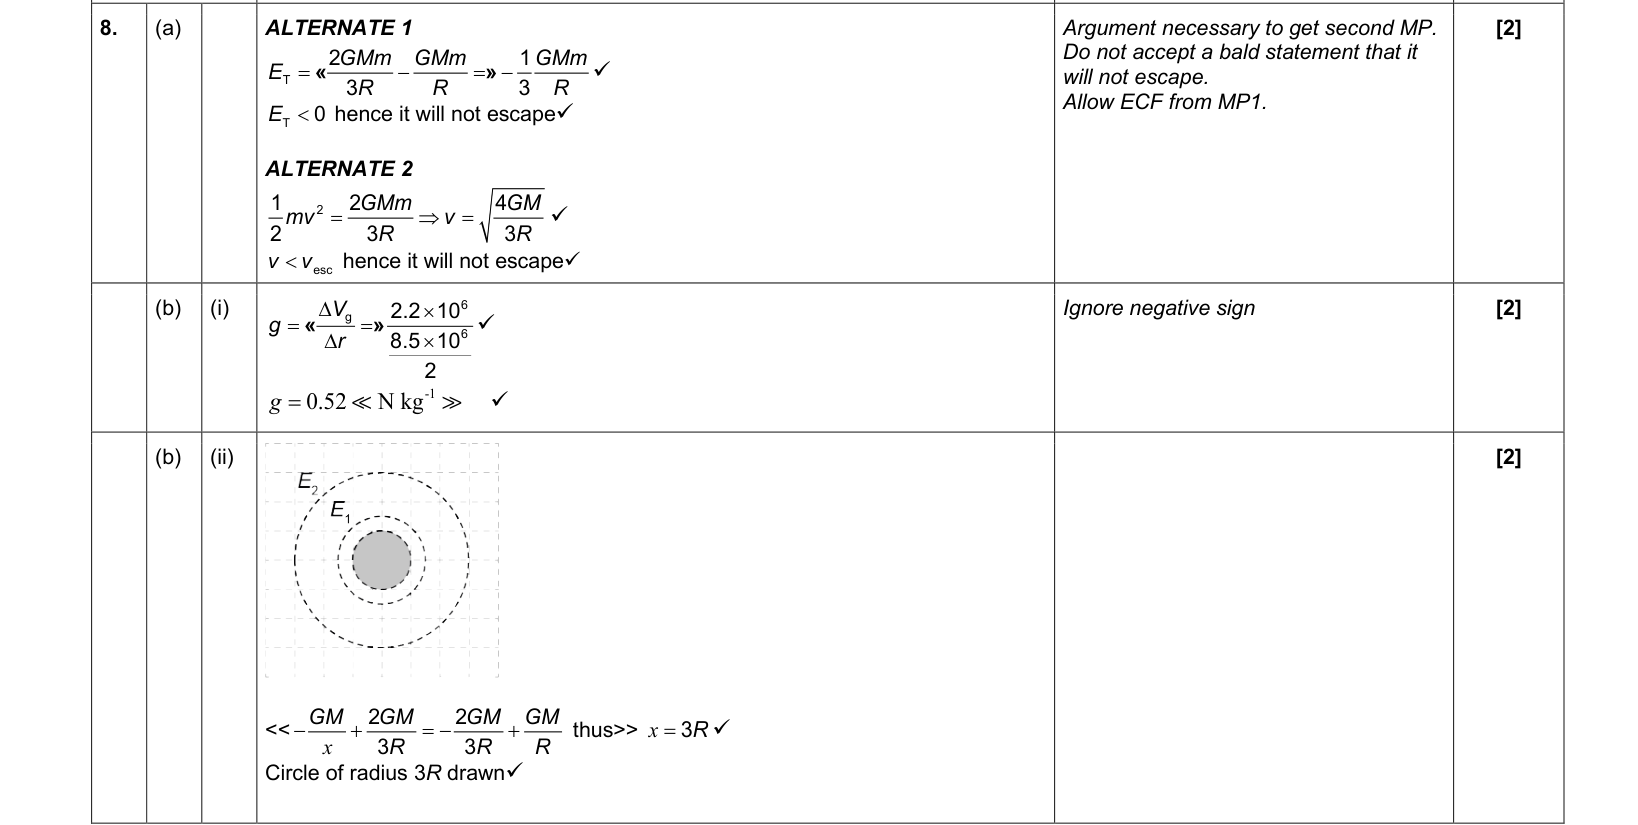 8. (a) ALTERNATE 1
E_T = «2GMm/3R − GMm/R =» − 1/3 GMm/R ✓
E_T < 0 hence it will not escape✓
ALTERNATE 2
1/2 mv² = 2GMm/3R ⇒ v = √(4GM/3R) ✓
v < v_esc hence it will not escape✓
Argument necessary to get second MP.
Do not accept a bald statement that it
will not escape.
Allow ECF from MP1.
[2]
(b) (i) g = «ΔV_g/Δr =» 2.2×10⁶/(8.5×10⁶/2) ✓
g = 0.52 ≪ N kg⁻¹ ≫ ✓
Ignore negative sign
[2]
(b) (ii)
E₂
E₁
<<− GM/x + 2GM/3R = − 2GM/3R + GM/R thus>> x = 3R ✓
Circle of radius 3R drawn✓
[2]